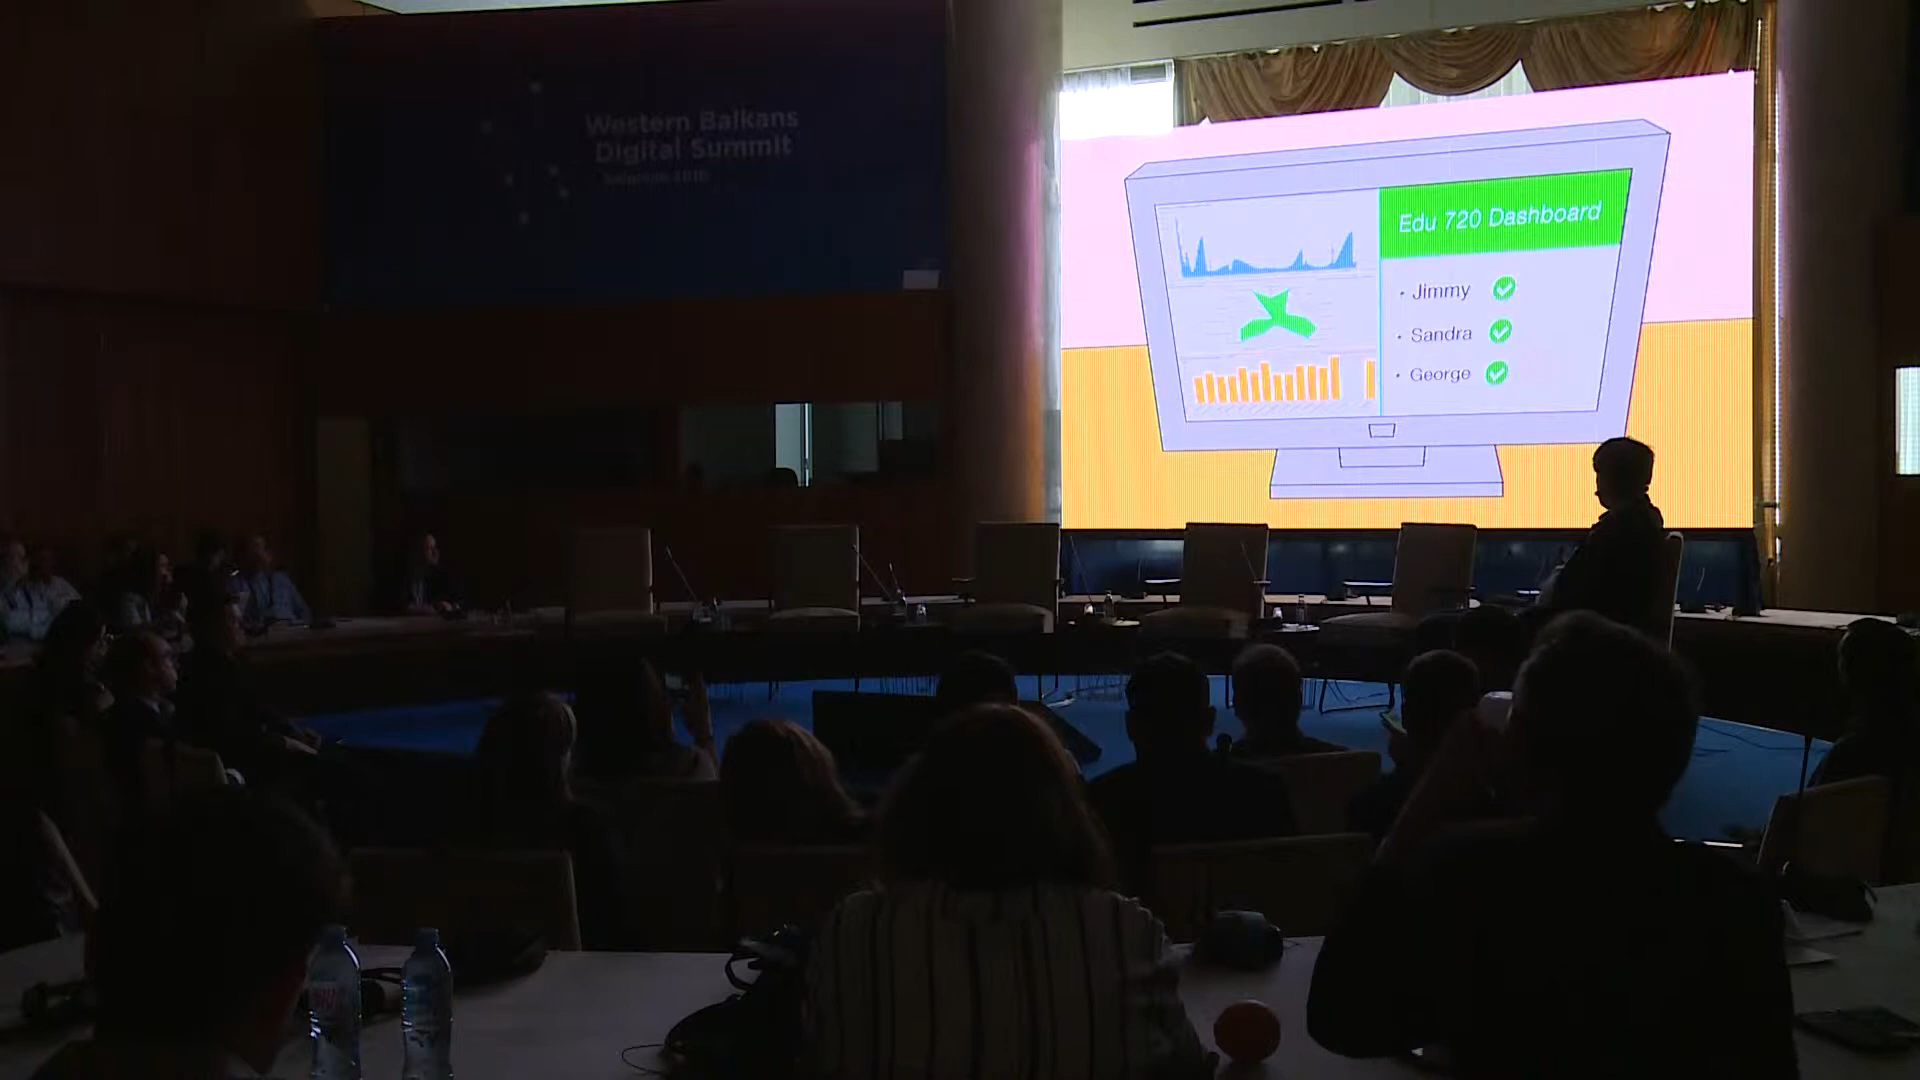 Western Balkans
Digital Summit
Edu 720 Dashboard
• Jimmy
• Sandra
• George